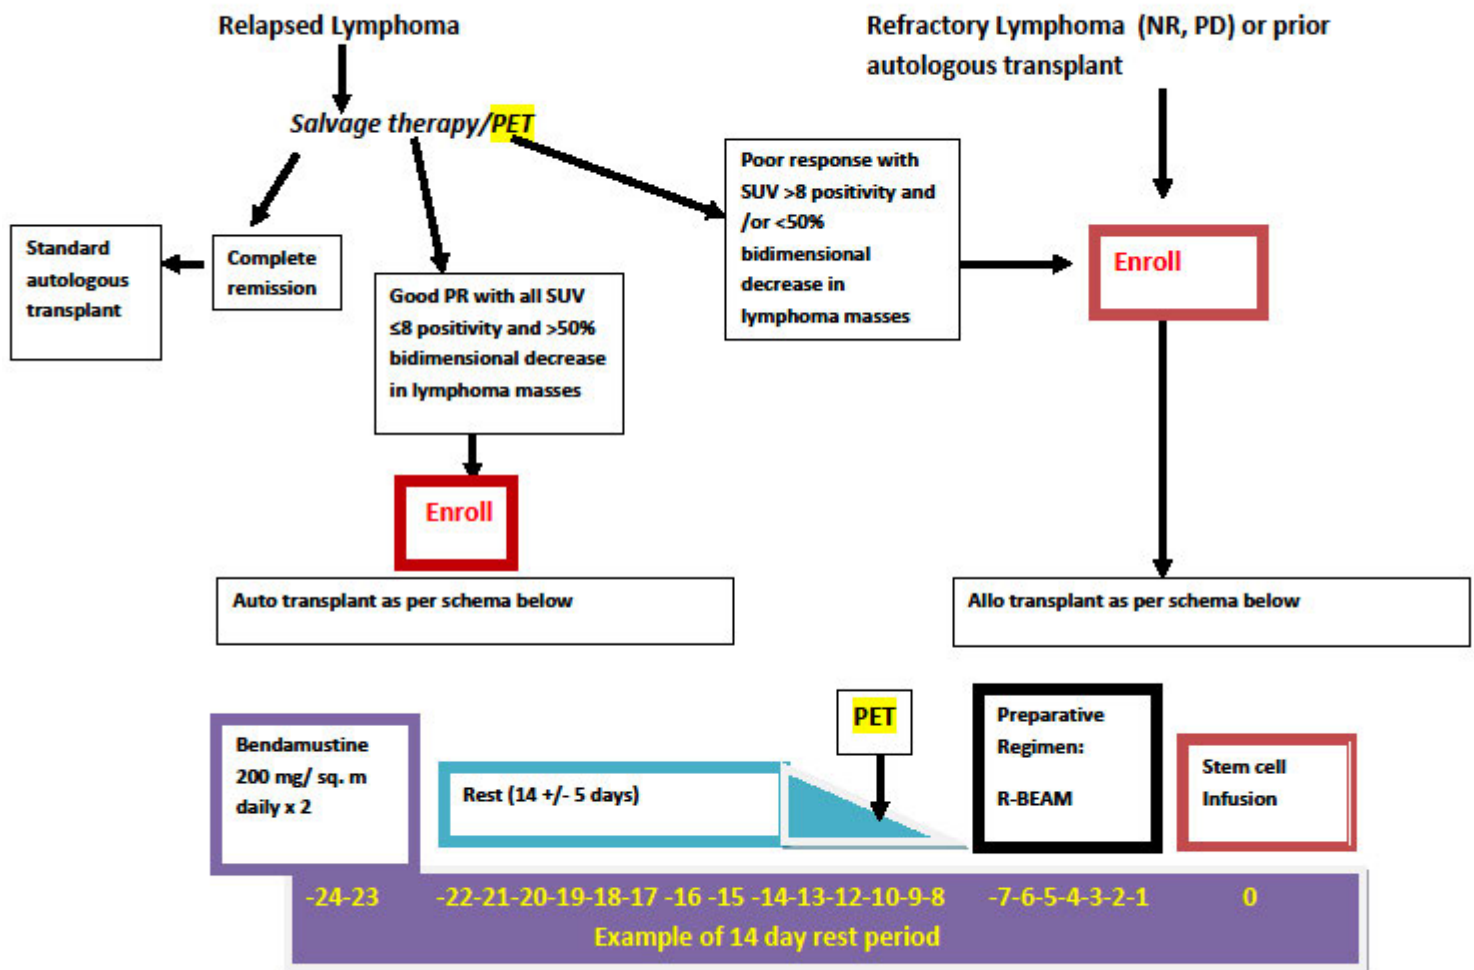 Relapsed Lymphoma
Refractory Lymphoma (NR, PD) or prior
autologous transplant
Salvage therapy/PET
Poor response with
SUV >8 positivity and
/or <50%
bidimensional
decrease in
lymphoma masses
Standard
autologous
transplant
Complete
remission
Good PR with all SUV
≤8 positivity and >50%
bidimensional decrease
in lymphoma masses
Enroll
Enroll
Auto transplant as per schema below
Allo transplant as per schema below
Bendamustine
200 mg/ sq. m
daily x 2
Rest (14 +/- 5 days)
PET
Preparative
Regimen:
R-BEAM
Stem cell
Infusion
-24-23 -22-21-20-19-18-17 -16 -15 -14-13-12-10-9-8 -7-6-5-4-3-2-1 0
Example of 14 day rest period